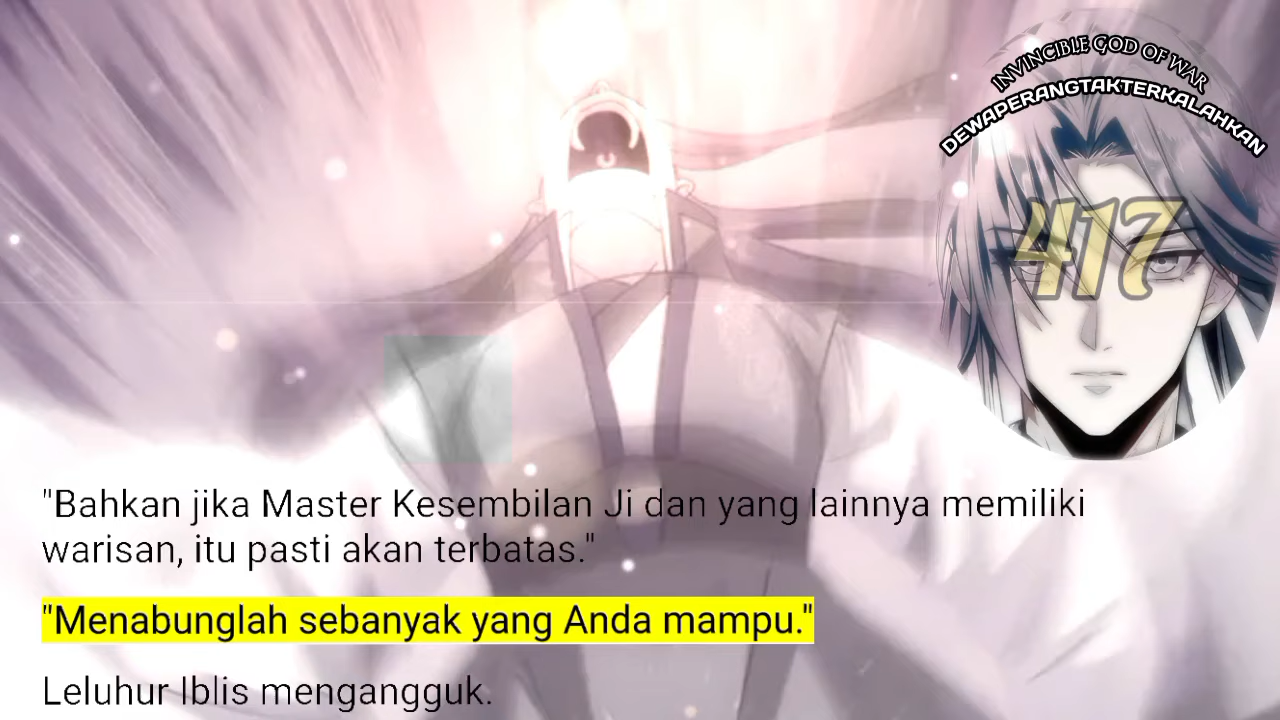 INVINCIBLE GOD OF WAR
DEWAPERANGTAKTERKALAHKAN
417
"Bahkan jika Master Kesembilan Ji dan yang lainnya memiliki
warisan, itu pasti akan terbatas."
"Menabunglah sebanyak yang Anda mampu."
Leluhur Iblis mengangguk.